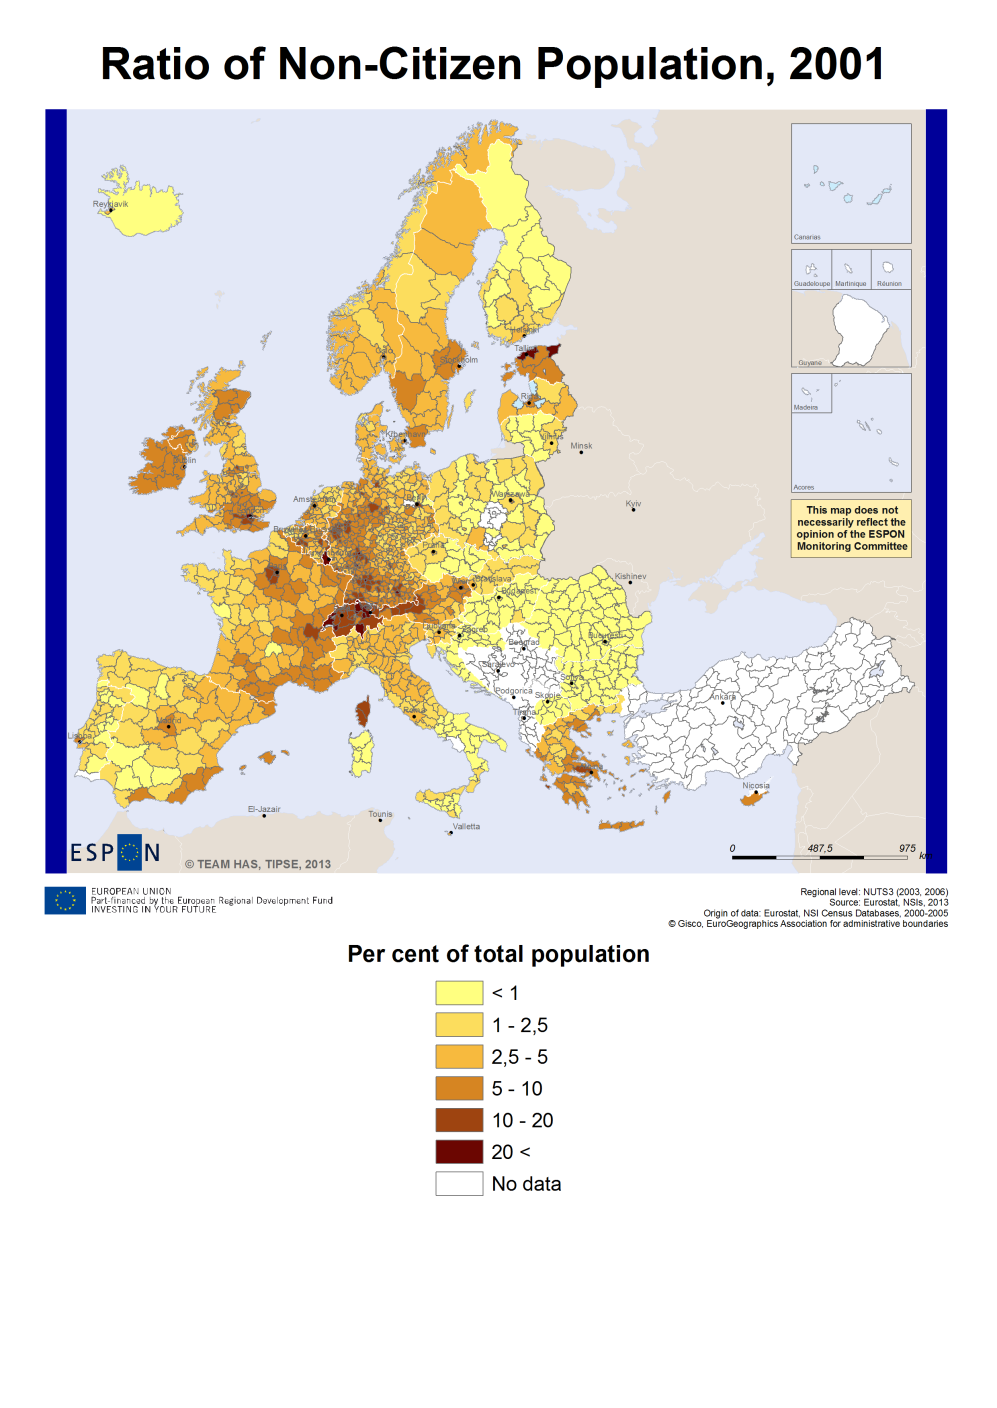 Ratio of Non-Citizen Population, 2001
Reykjavik
Canarias
Guadeloupe
Martinique
Réunion
Guyane
Madeira
Acores
Helsinki
Tallinn
Oslo
Stockholm
Riga
København
Vilnius
Minsk
Dublin
London
Amsterdam
Berlin
Warszawa
Kyiv
This map does not
necessarily reflect the
opinion of the ESPON
Monitoring Committee
Praha
Paris
Bratislava
Budapest
Kishinev
Ljubljana
Zagreb
Beograd
Bucuresti
Sarajevo
Sofiya
Podgorica
Skopje
Tirana
Roma
Madrid
Lisboa
Ankara
Nicosia
El-Jazair
Tounis
Valletta
ESPON
© TEAM HAS, TIPSE, 2013
0 487,5 975
km
EUROPEAN UNION
Part-financed by the European Regional Development Fund
INVESTING IN YOUR FUTURE
Regional level: NUTS3 (2003, 2006)
Source: Eurostat, NSIs, 2013
Origin of data: Eurostat, NSI Census Databases, 2000-2005
© Gisco, EuroGeographics Association for administrative boundaries
Per cent of total population
< 1
1 - 2,5
2,5 - 5
5 - 10
10 - 20
20 <
No data